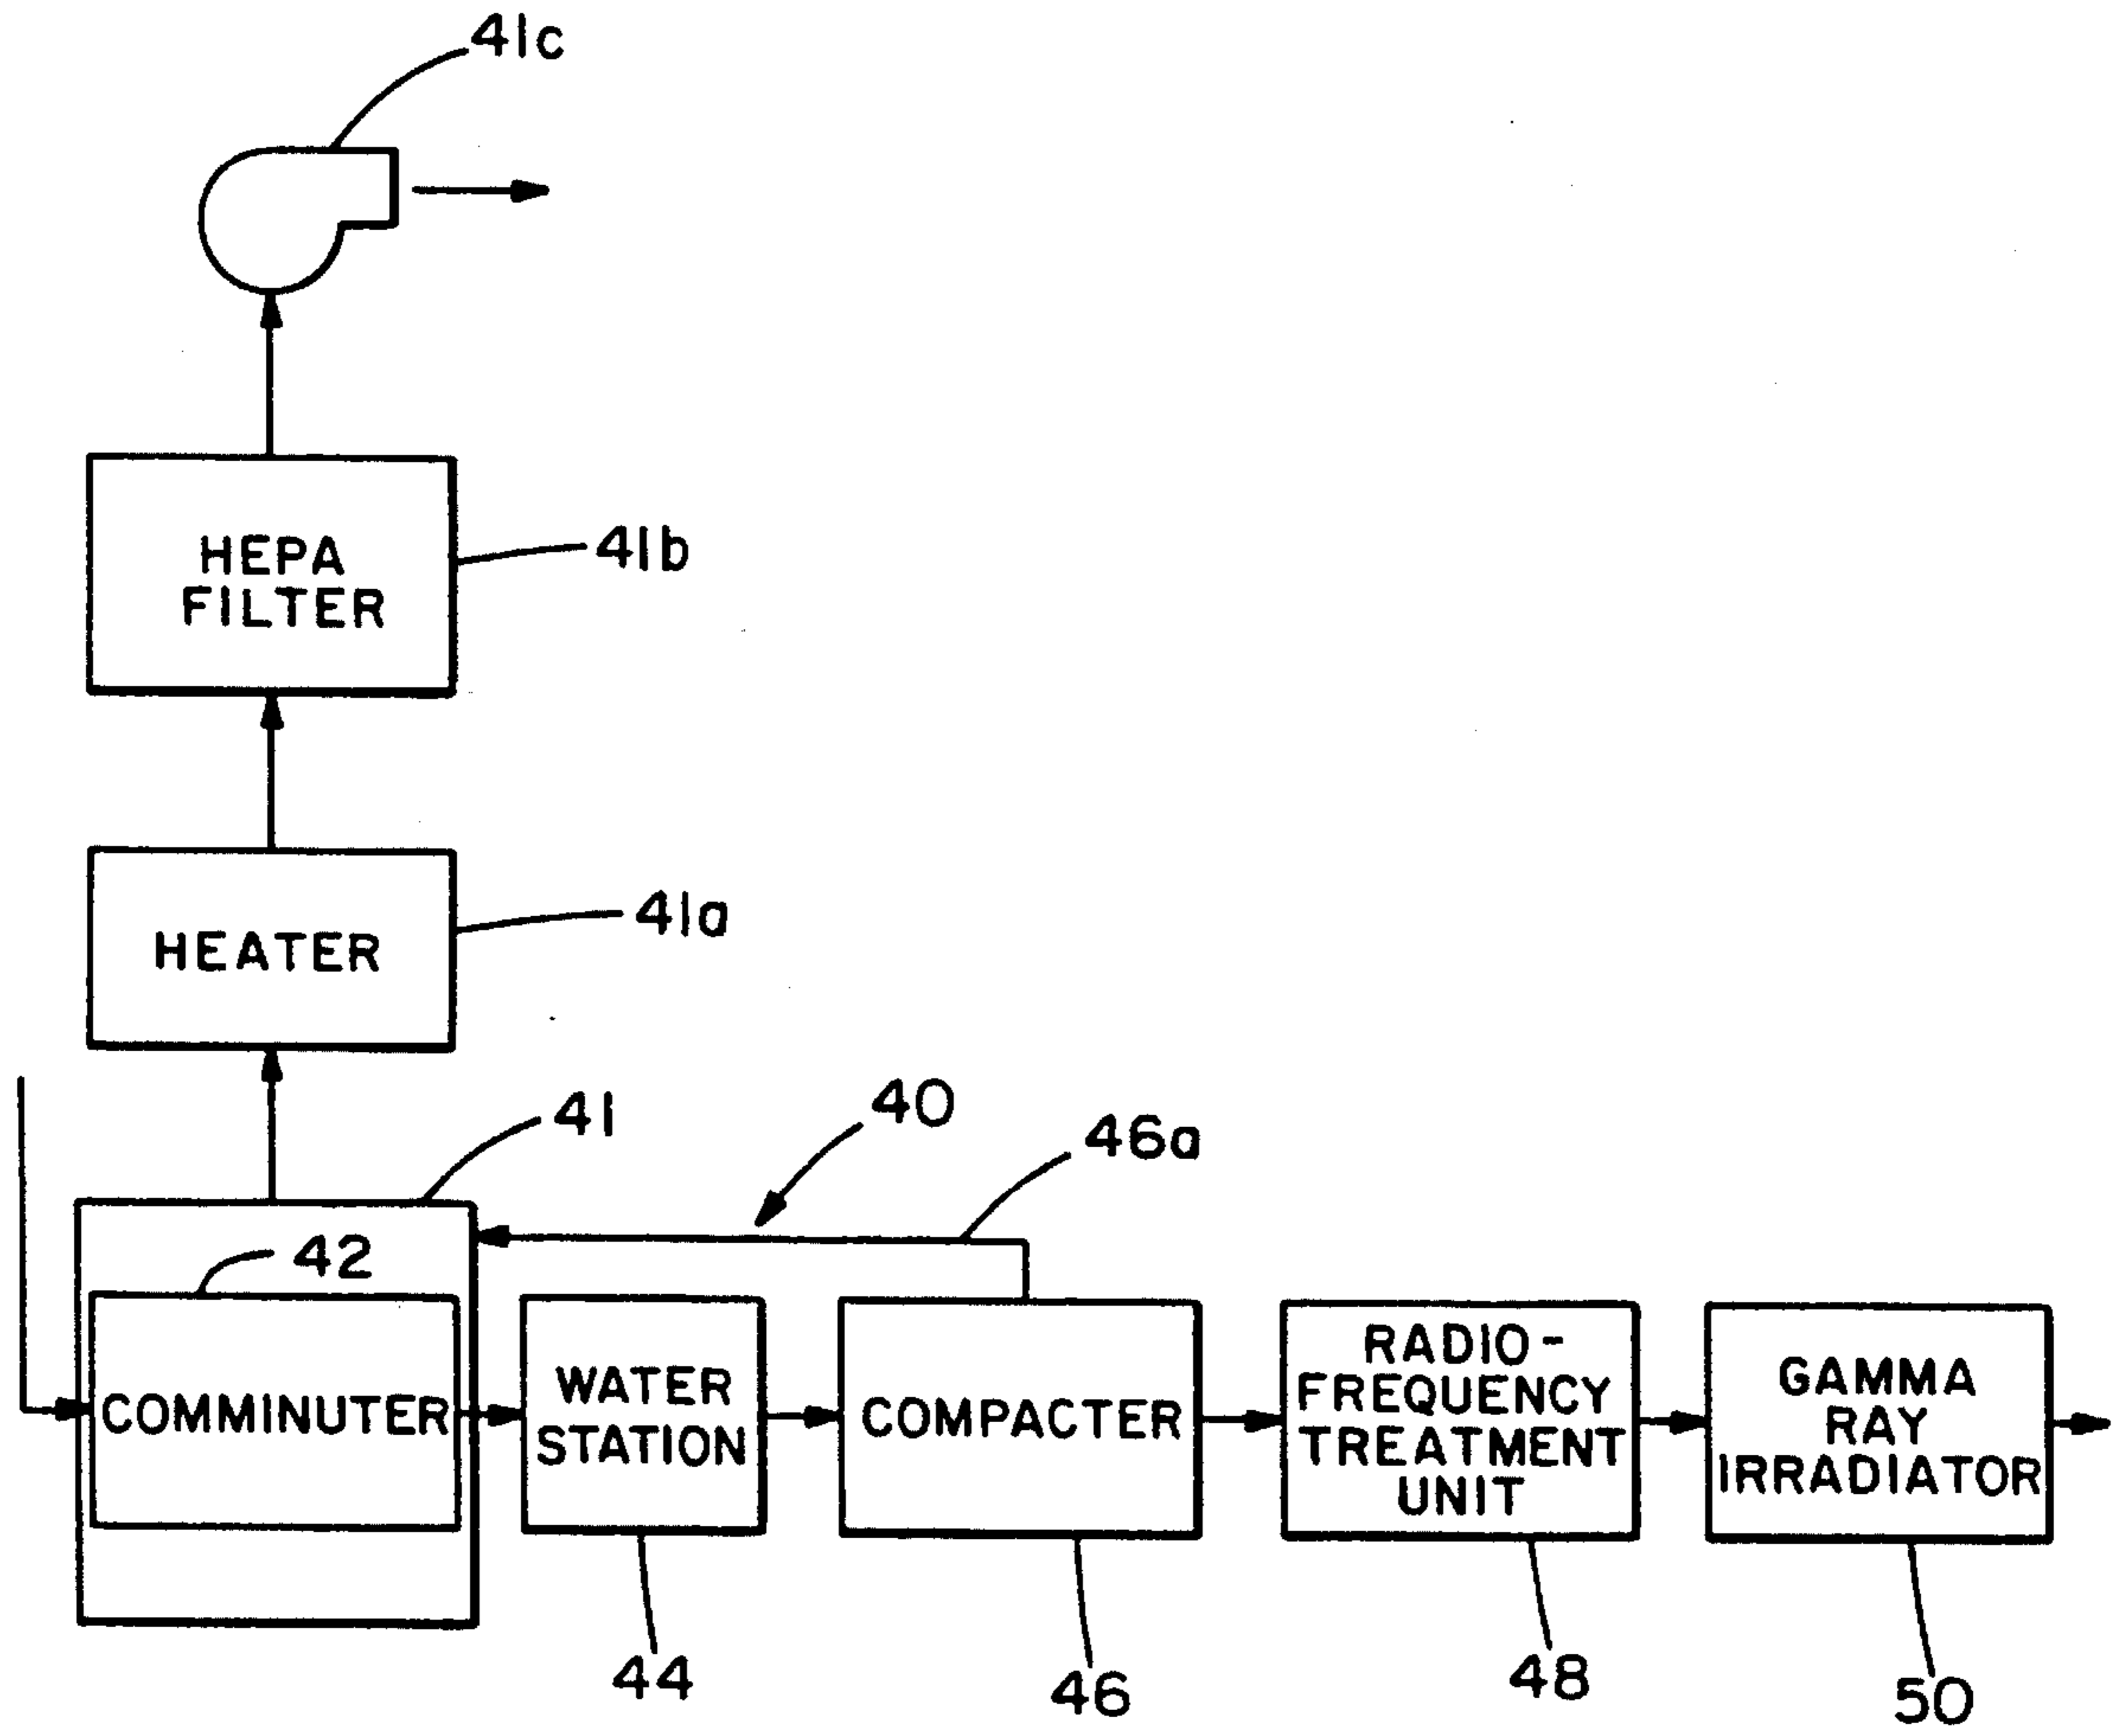 41c
HEPA
FILTER
41b
HEATER
41a
41
40
46a
42
COMMINUTER
WATER
STATION
COMPACTER
RADIO-
FREQUENCY
TREATMENT
UNIT
GAMMA
RAY
IRRADIATOR
44
46
48
50